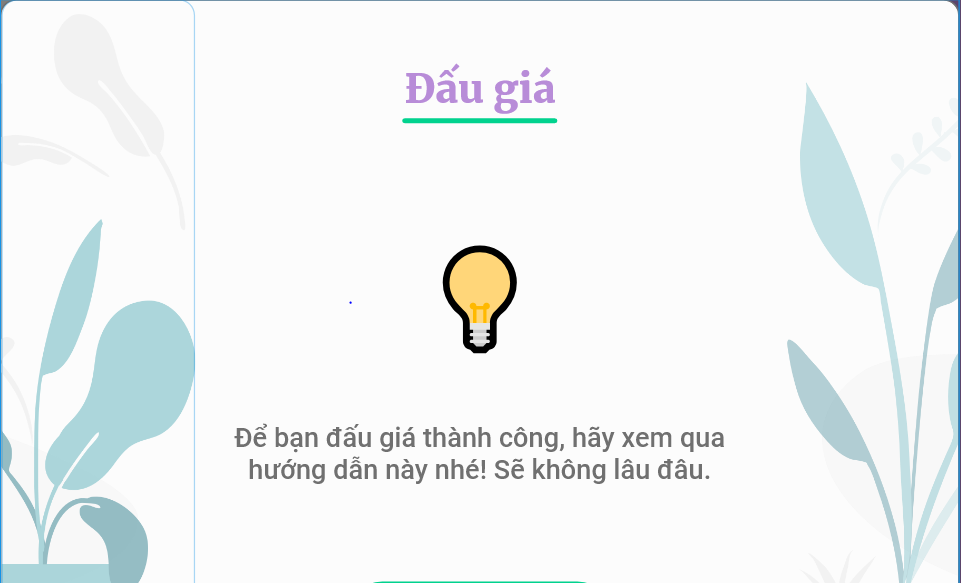 Đấu giá
Để bạn đấu giá thành công, hãy xem qua
hướng dẫn này nhé! Sẽ không lâu đâu.